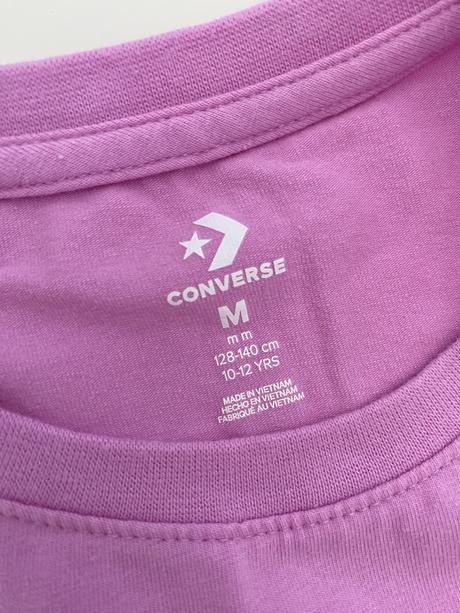 CONVERSE
M
m m
128-140 cm
10-12 YRS
MADE IN VIETNAM
HECHO EN VIETNAM
FABRIQUÉ AU VIETNAM